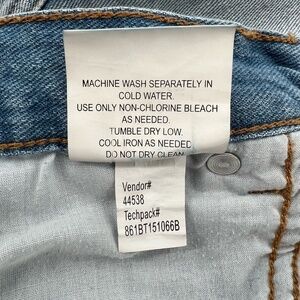 MACHINE WASH SEPARATELY IN
COLD WATER.
USE ONLY NON-CHLORINE BLEACH
AS NEEDED.
TUMBLE DRY LOW.
COOL IRON AS NEEDED.
DO NOT DRY CLEAN
Vendor#
44538
Techpack#
861BT151066B